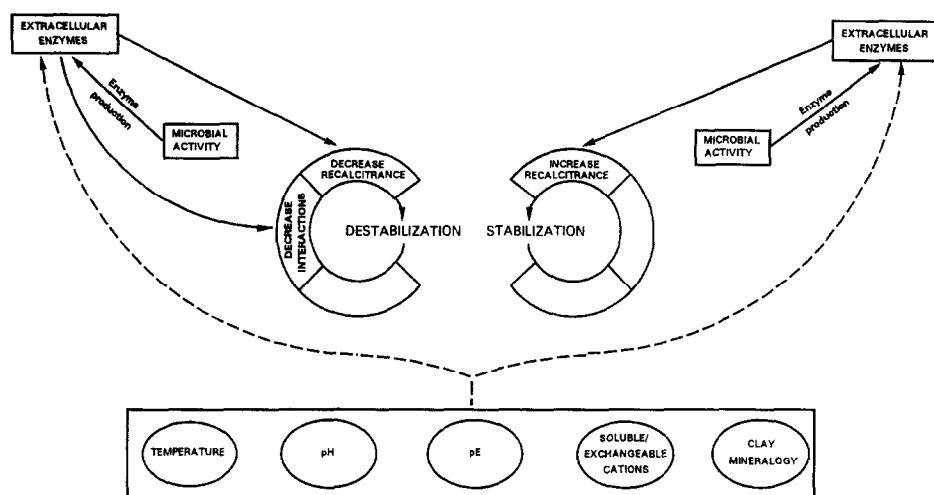 EXTRACELLULAR
ENZYMES
EXTRACELLULAR
ENZYMES
Enzyme
production
Enzyme
production
MICROBIAL
ACTIVITY
MICROBIAL
ACTIVITY
DECREASE
RECALCITRANCE
INCREASE
RECALCITRANCE
DECREASE
INTERACTIONS
DESTABILIZATION
STABILIZATION
TEMPERATURE
pH
pE
SOLUBLE/
EXCHANGEABLE
CATIONS
CLAY
MINERALOGY